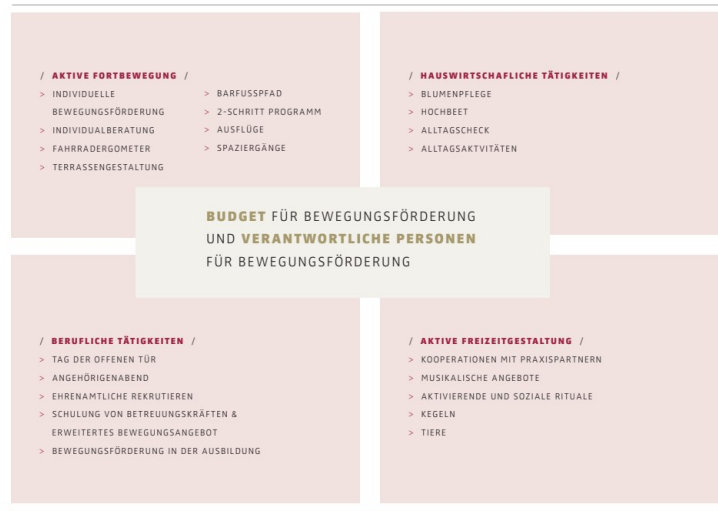 / AKTIVE FORTBEWEGUNG /
> INDIVIDUELLE
BEWEGUNGSFÖRDERUNG
> INDIVIDUALBERATUNG
> FAHRRADERGOMETER
> TERRASSENGESTALTUNG
> BARFUSSPFAD
> 2-SCHRITT PROGRAMM
> AUSFLÜGE
> SPAZIERGÄNGE
/ HAUSWIRTSCHAFLICHE TÄTIGKEITEN /
> BLUMENPFLEGE
> HOCHBEET
> ALLTAGSCHECK
> ALLTAGSAKTVITÄTEN
BUDGET FÜR BEWEGUNGSFÖRDERUNG
UND VERANTWORTLICHE PERSONEN
FÜR BEWEGUNGSFÖRDERUNG
/ BERUFLICHE TÄTIGKEITEN /
> TAG DER OFFENEN TÜR
> ANGEHÖRIGENABEND
> EHRENAMTLICHE REKRUTIEREN
> SCHULUNG VON BETREUUNGSKRÄFTEN &
ERWEITERTES BEWEGUNGSANGEBOT
> BEWEGUNGSFÖRDERUNG IN DER AUSBILDUNG
/ AKTIVE FREIZEITGESTALTUNG /
> KOOPERATIONEN MIT PRAXISPARTNERN
> MUSIKALISCHE ANGEBOTE
> AKTIVIERENDE UND SOZIALE RITUALE
> KEGELN
> TIERE